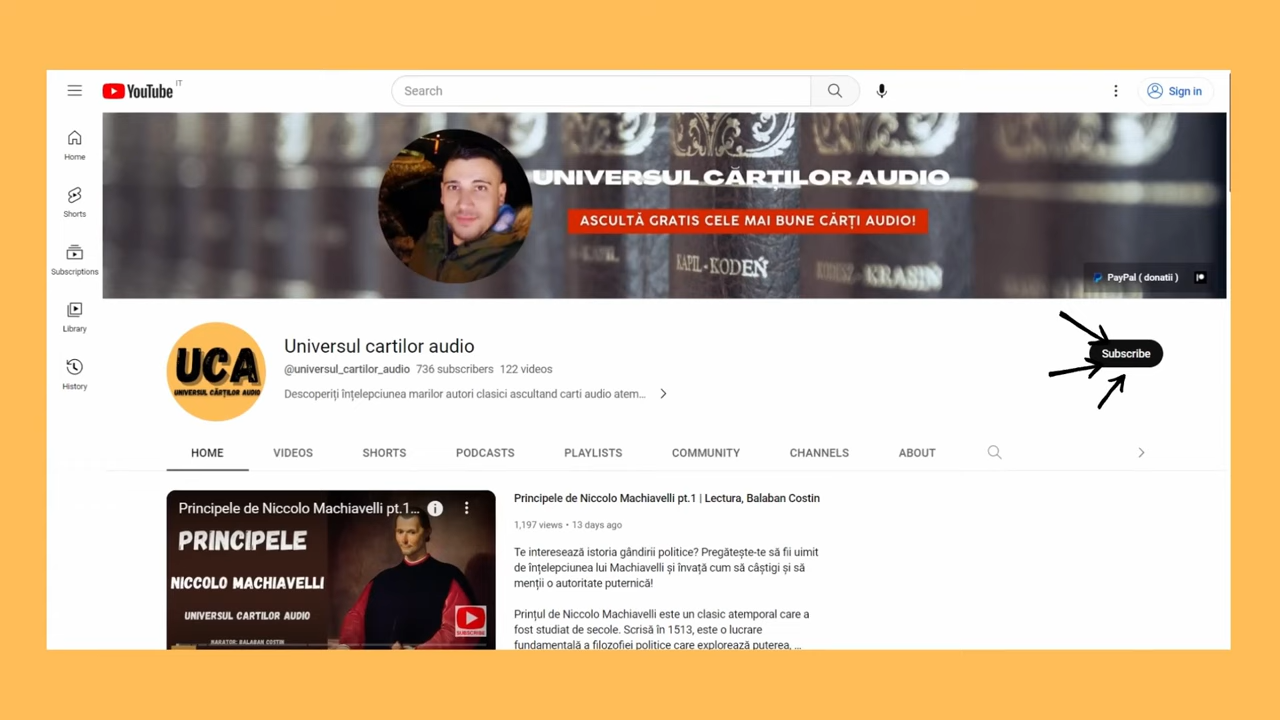 YouTube IT
Search
Sign in
Home
Shorts
Subscriptions
Library
History
UNIVERSUL CĂRȚILOR AUDIO
ASCULTĂ GRATIS CELE MAI BUNE CĂRȚI AUDIO!
KAPIL-KODEŃ
KRASIŃ
PayPal ( donatii )
UCA
UNIVERSUL CĂRȚILOR AUDIO
Universul cartilor audio
@universul_cartilor_audio 736 subscribers 122 videos
Descoperiți înțelepciunea marilor autori clasici ascultand carti audio atem...
Subscribe
HOME VIDEOS SHORTS PODCASTS PLAYLISTS COMMUNITY CHANNELS ABOUT
Principele de Niccolo Machiavelli pt.1...
PRINCIPELE
NICCOLO MACHIAVELLI
UNIVERSUL CARTILOR AUDIO
NARATOR: BALABAN COSTIN
SUBSCRIBE
Principele de Niccolo Machiavelli pt.1 | Lectura, Balaban Costin
1,197 views • 13 days ago
Te interesează istoria gândirii politice? Pregătește-te să fii uimit
de înțelepciunea lui Machiavelli și învață cum să câștigi și să
menții o autoritate puternică!
Prințul de Niccolo Machiavelli este un clasic atemporal care a
fost studiat de secole. Scrisă în 1513, este o lucrare
fundamentală a filozofiei politice care explorează puterea, ...